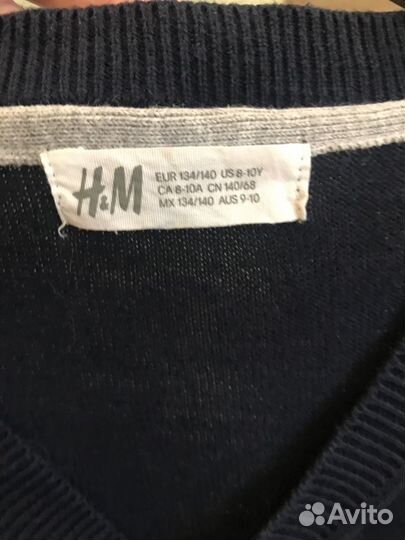 H&M
EUR 134/140 US 8-10Y
CA 8-10A CN 140/68
MX 134/140 AUS 9-10
Avito